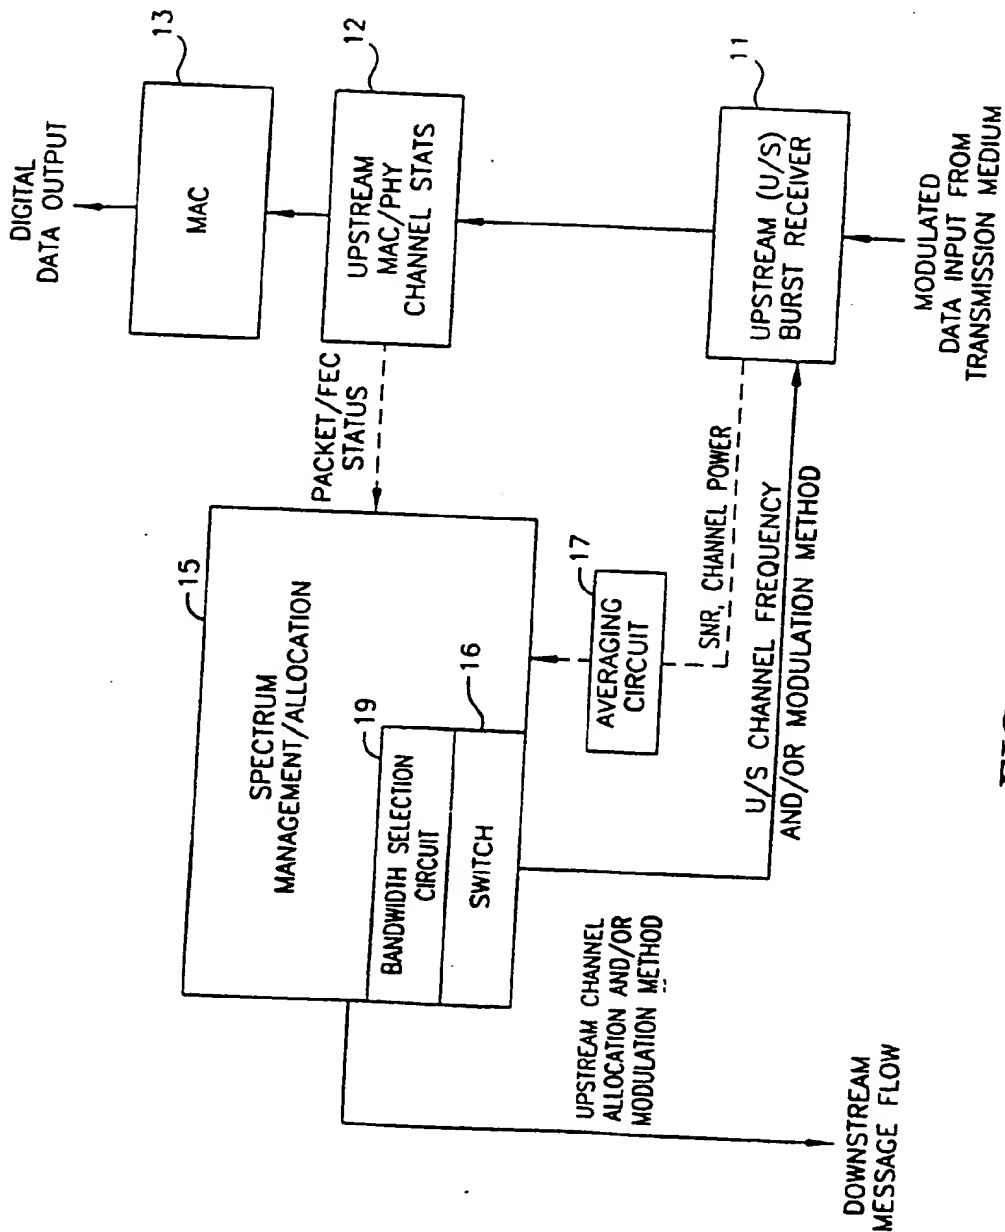 DIGITAL
DATA OUTPUT
13
MAC
12
UPSTREAM
MAC/PHY
CHANNEL STATS
PACKET/FEC
STATUS
11
UPSTREAM (U/S)
BURST RECEIVER
MODULATED
DATA INPUT FROM
TRANSMISSION MEDIUM
15
SPECTRUM
MANAGEMENT/ALLOCATION
19
BANDWIDTH SELECTION
CIRCUIT
16
SWITCH
17
AVERAGING
CIRCUIT
SNR, CHANNEL POWER
U/S CHANNEL FREQUENCY
AND/OR MODULATION METHOD
UPSTREAM CHANNEL
ALLOCATION AND/OR
MODULATION METHOD
DOWNSTREAM
MESSAGE FLOW